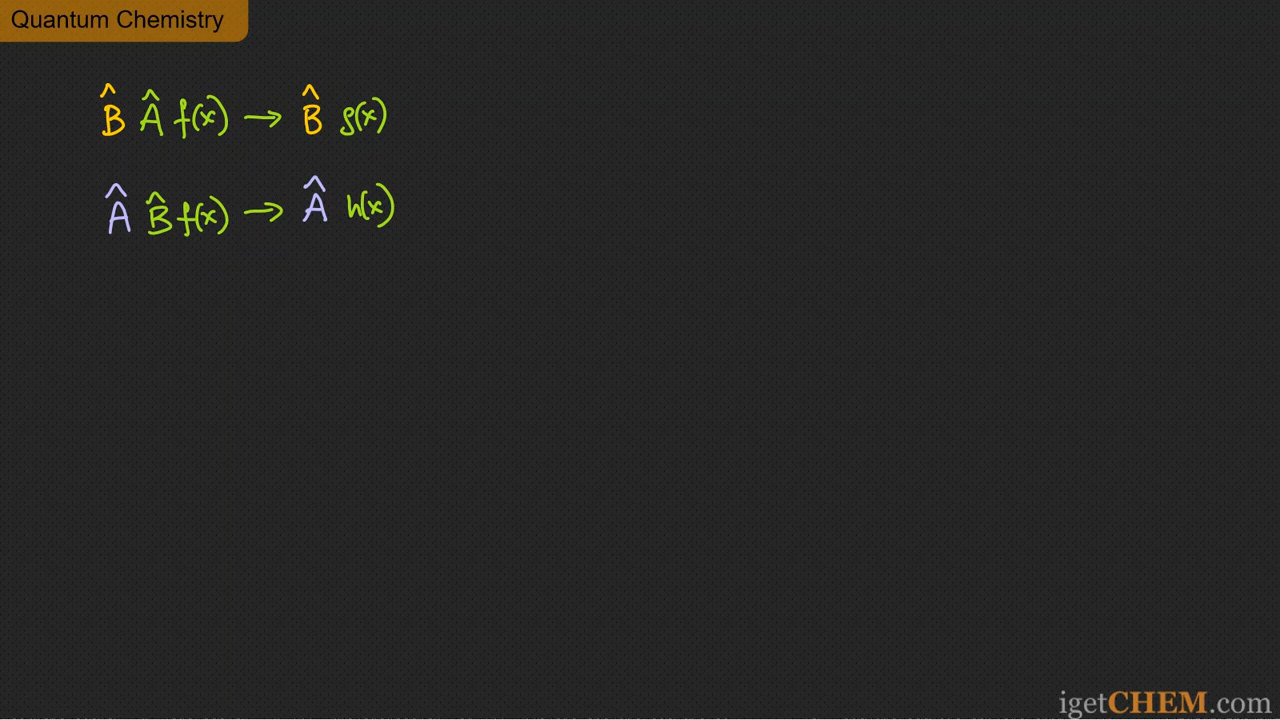 Quantum Chemistry
B̂ Â f(x) → B̂ g(x)
Â B̂ f(x) → Â h(x)
igetCHEM.com